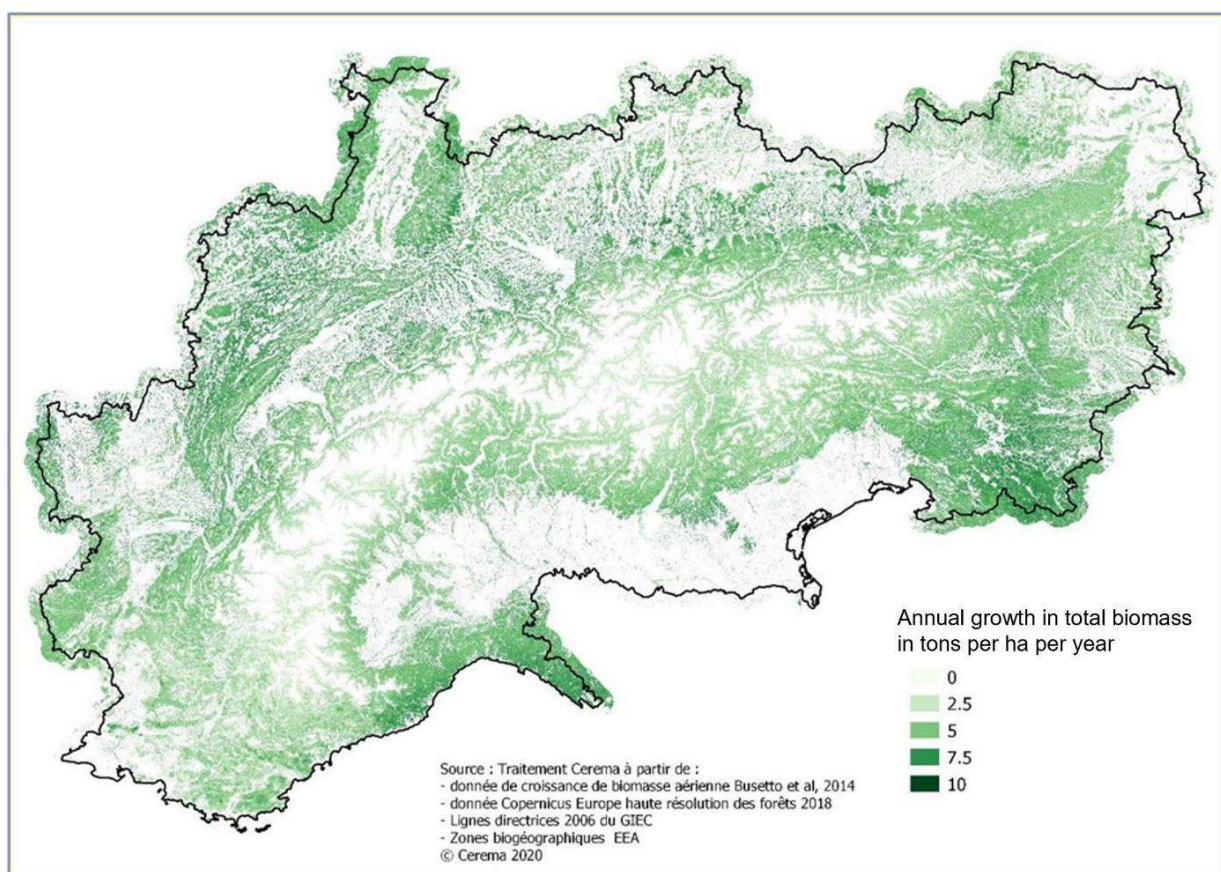 Annual growth in total biomass
in tons per ha per year
0
2.5
5
7.5
10
Source : Traitement Cerema à partir de :
- donnée de croissance de biomasse aérienne Busetto et al, 2014
- donnée Copernicus Europe haute résolution des forêts 2018
- Lignes directrices 2006 du GIEC
- Zones biogéographiques EEA
© Cerema 2020